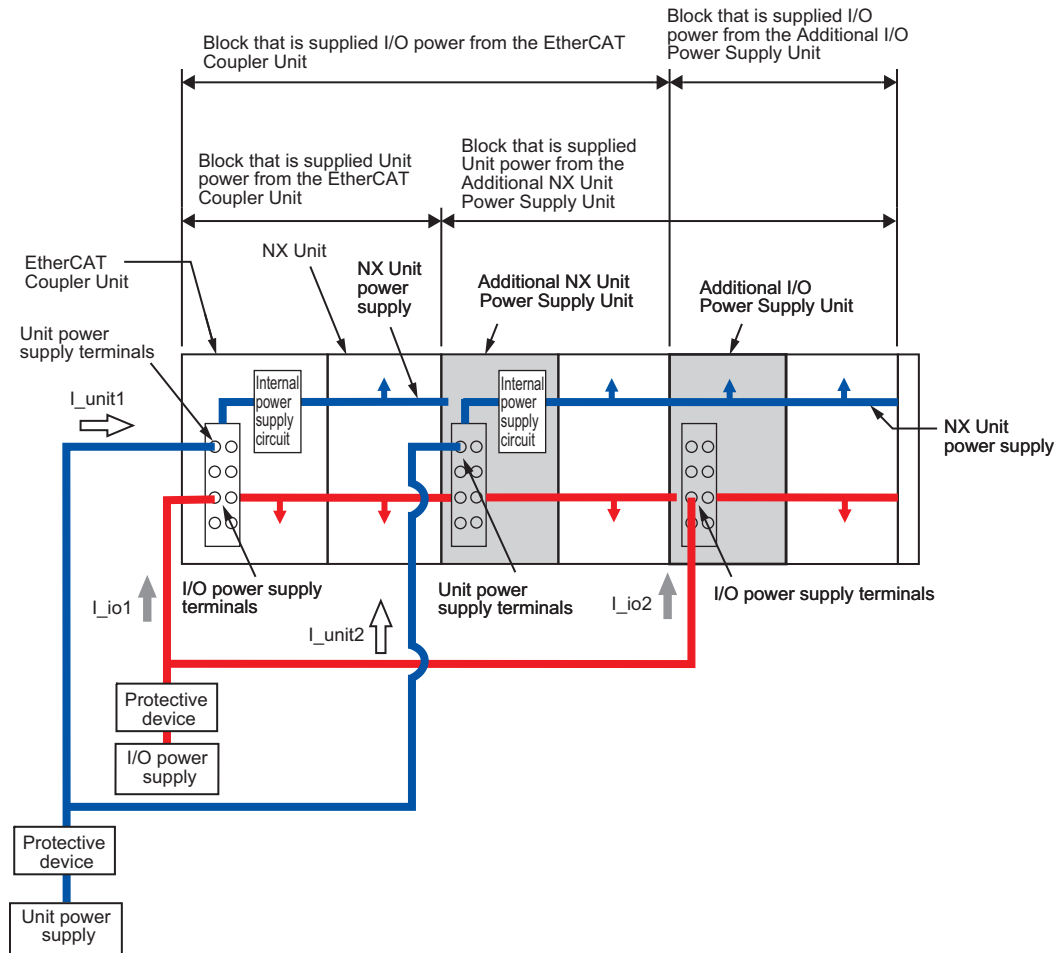 Block that is supplied I/O power from the EtherCAT
Coupler Unit
Block that is supplied I/O
power from the Additional I/O
Power Supply Unit
Block that is supplied Unit
power from the EtherCAT
Coupler Unit
Block that is supplied
Unit power from the
Additional NX Unit
Power Supply Unit
EtherCAT
Coupler Unit
NX Unit
NX Unit
power
supply
Additional NX Unit
Power Supply Unit
Additional I/O
Power Supply Unit
Unit power
supply terminals
I_unit1
Internal
power
supply
circuit
Internal
power
supply
circuit
NX Unit
power supply
I/O power supply
terminals
Unit power
supply terminals
I/O power supply terminals
I_io1
I_unit2
I_io2
Protective
device
I/O power
supply
Protective
device
Unit power
supply